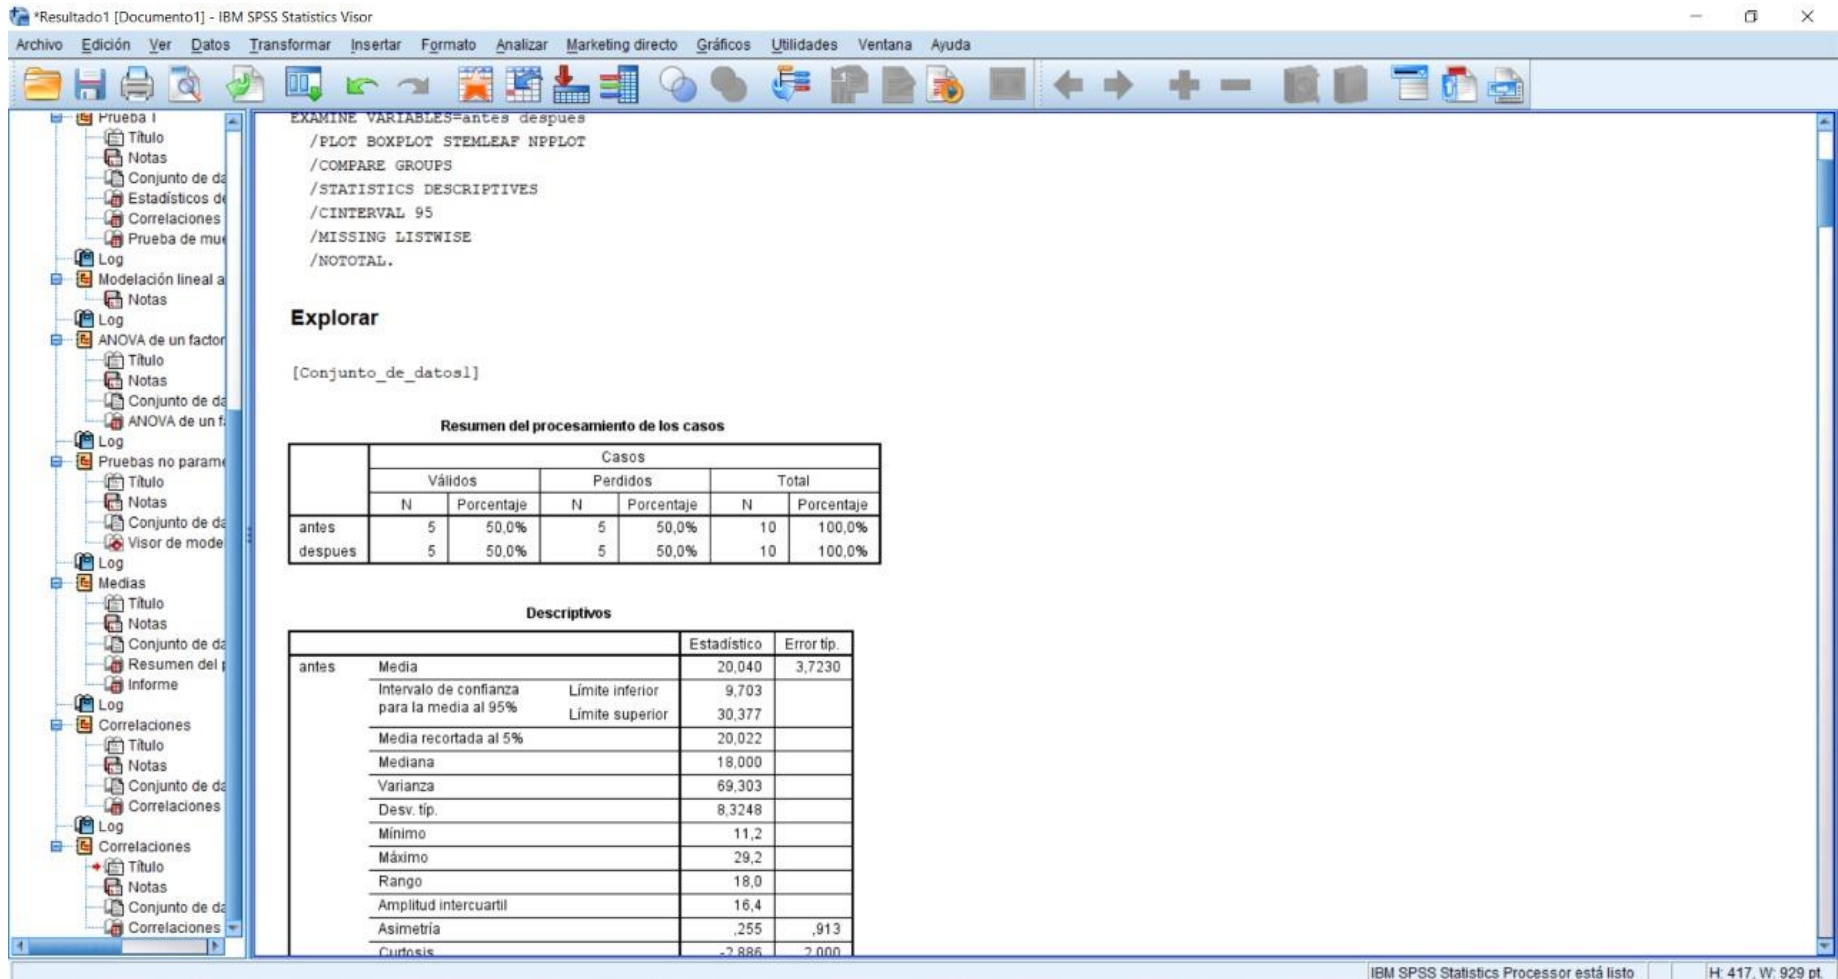 *Resultado1 [Documento1] - IBM SPSS Statistics Visor
Archivo Edición Ver Datos Transformar Insertar Formato Analizar Marketing directo Gráficos Utilidades Ventana Ayuda
Prueba T
Título
Notas
Conjunto de da
Estadísticos de
Correlaciones
Prueba de mue
Log
Modelación lineal a
Notas
Log
ANOVA de un factor
Título
Notas
Conjunto de da
ANOVA de un fa
Log
Pruebas no paramé
Título
Notas
Conjunto de da
Visor de model
Log
Medias
Título
Notas
Conjunto de da
Resumen del p
Informe
Log
Correlaciones
Título
Notas
Conjunto de da
Correlaciones
Log
Correlaciones
Título
Notas
Conjunto de da
Correlaciones
EXAMINE VARIABLES=antes despues
/PLOT BOXPLOT STEMLEAF NPPLOT
/COMPARE GROUPS
/STATISTICS DESCRIPTIVES
/CINTERVAL 95
/MISSING LISTWISE
/NOTOTAL.
Explorar
[Conjunto_de_datos1]
Resumen del procesamiento de los casos
Casos
Válidos Perdidos Total
N Porcentaje N Porcentaje N Porcentaje
antes 5 50,0% 5 50,0% 10 100,0%
despues 5 50,0% 5 50,0% 10 100,0%
Descriptivos
Estadístico Error típ.
antes Media 20,040 3,7230
Intervalo de confianza para la media al 95% Límite inferior 9,703
Límite superior 30,377
Media recortada al 5% 20,022
Mediana 18,000
Varianza 69,303
Desv. típ. 8,3248
Mínimo 11,2
Máximo 29,2
Rango 18,0
Amplitud intercuartil 16,4
Asimetría ,255 ,913
Curtosis -2,886 2,000
IBM SPSS Statistics Processor está listo H: 417, W: 929 pt.